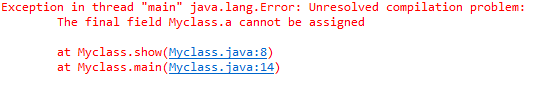 Exception in thread "main" java.lang.Error: Unresolved compilation problem:
The final field Myclass.a cannot be assigned
at Myclass.show(Myclass.java:8)
at Myclass.main(Myclass.java:14)